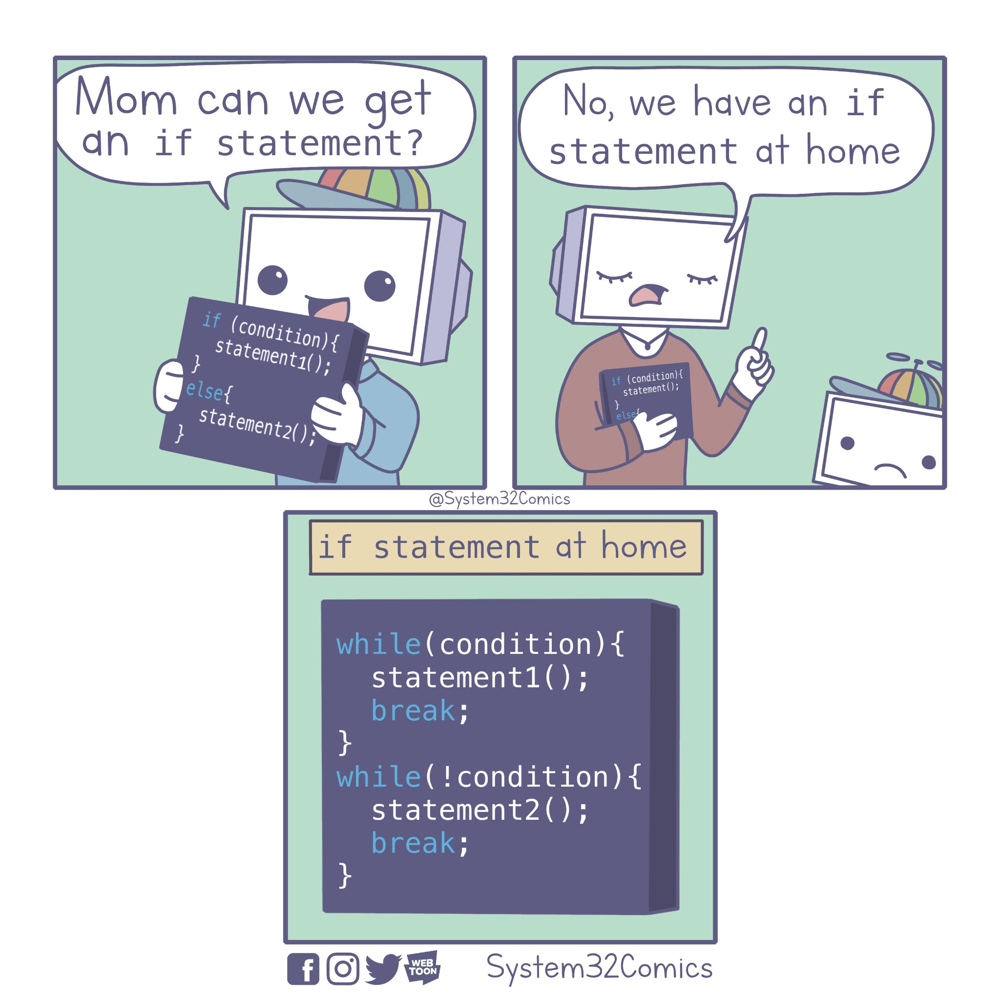 Mom can we get
an if statement?
if (condition){
statement1();
}
else{
statement2();
}
No, we have an if
statement at home
if (condition){
statement();
}
else{
@System32Comics
if statement at home
while(condition){
statement1();
break;
}
while(!condition){
statement2();
break;
}
f
WEB
TOON
System32Comics